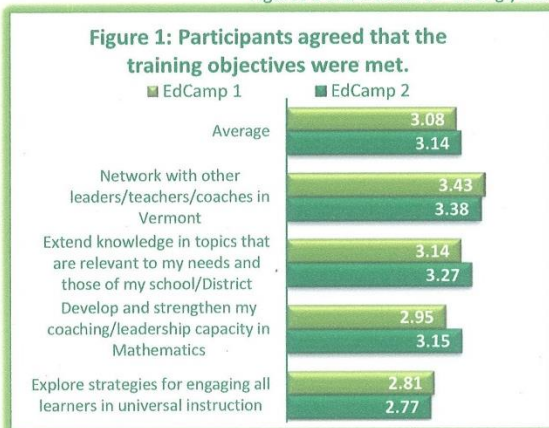 Figure 1: Participants agreed that the
training objectives were met.
EdCamp 1 EdCamp 2
Average
3.08
3.14
Network with other
leaders/teachers/coaches in
Vermont
3.43
3.38
Extend knowledge in topics that
are relevant to my needs and
those of my school/District
3.14
3.27
Develop and strengthen my
coaching/leadership capacity in
Mathematics
2.95
3.15
Explore strategies for engaging all
learners in universal instruction
2.81
2.77